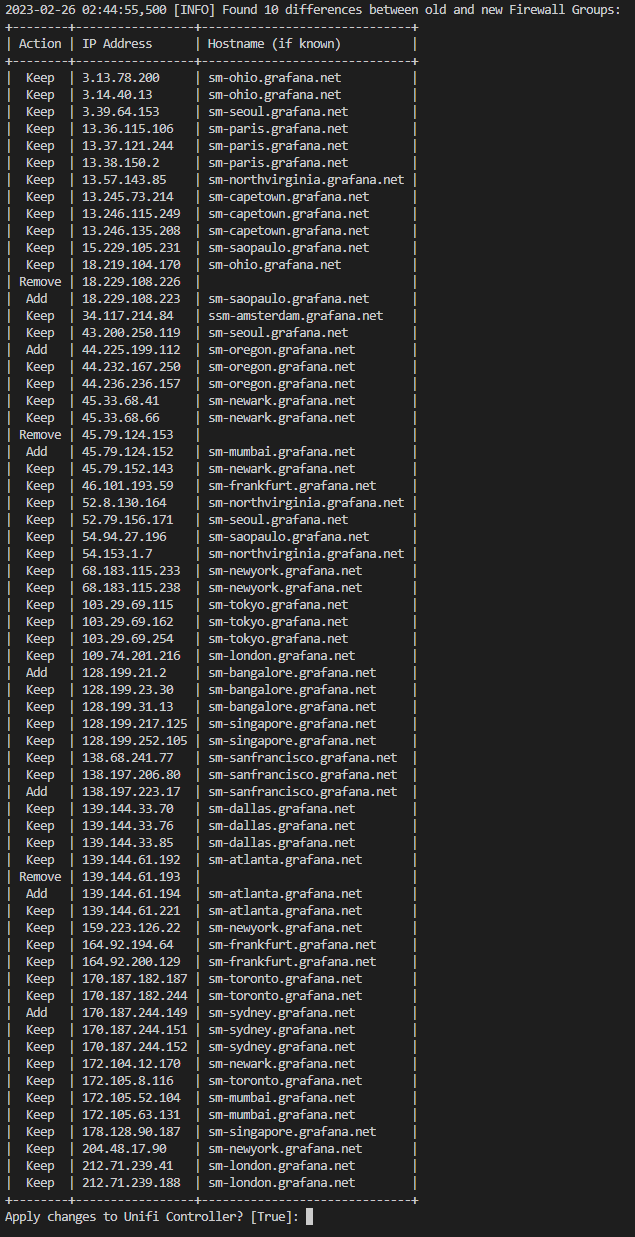 2023-02-26 02:44:55,500 [INFO] Found 10 differences between old and new Firewall Groups:
+--------+-----------------+------------------------------+
| Action | IP Address      | Hostname (if known)          |
+--------+-----------------+------------------------------+
|  Keep  | 3.13.78.200     | sm-ohio.grafana.net          |
|  Keep  | 3.14.40.13      | sm-ohio.grafana.net          |
|  Keep  | 3.39.64.153     | sm-seoul.grafana.net         |
|  Keep  | 13.36.115.106   | sm-paris.grafana.net         |
|  Keep  | 13.37.121.244   | sm-paris.grafana.net         |
|  Keep  | 13.38.150.2     | sm-paris.grafana.net         |
|  Keep  | 13.57.143.85    | sm-northvirginia.grafana.net |
|  Keep  | 13.245.73.214   | sm-capetown.grafana.net      |
|  Keep  | 13.246.115.249  | sm-capetown.grafana.net      |
|  Keep  | 13.246.135.208  | sm-capetown.grafana.net      |
|  Keep  | 15.229.105.231  | sm-saopaulo.grafana.net      |
|  Keep  | 18.219.104.170  | sm-ohio.grafana.net          |
| Remove | 18.229.108.226  |                              |
|  Add   | 18.229.108.223  | sm-saopaulo.grafana.net      |
|  Keep  | 34.117.214.84   | ssm-amsterdam.grafana.net    |
|  Keep  | 43.200.250.119  | sm-seoul.grafana.net         |
|  Add   | 44.225.199.112  | sm-oregon.grafana.net        |
|  Keep  | 44.232.167.250  | sm-oregon.grafana.net        |
|  Keep  | 44.236.236.157  | sm-oregon.grafana.net        |
|  Keep  | 45.33.68.41     | sm-newark.grafana.net        |
|  Keep  | 45.33.68.66     | sm-newark.grafana.net        |
| Remove | 45.79.124.153   |                              |
|  Add   | 45.79.124.152   | sm-mumbai.grafana.net        |
|  Keep  | 45.79.152.143   | sm-newark.grafana.net        |
|  Keep  | 46.101.193.59   | sm-frankfurt.grafana.net     |
|  Keep  | 52.8.130.164    | sm-northvirginia.grafana.net |
|  Keep  | 52.79.156.171   | sm-seoul.grafana.net         |
|  Keep  | 54.94.27.196    | sm-saopaulo.grafana.net      |
|  Keep  | 54.153.1.7      | sm-northvirginia.grafana.net |
|  Keep  | 68.183.115.233  | sm-newyork.grafana.net       |
|  Keep  | 68.183.115.238  | sm-newyork.grafana.net       |
|  Keep  | 103.29.69.115   | sm-tokyo.grafana.net         |
|  Keep  | 103.29.69.162   | sm-tokyo.grafana.net         |
|  Keep  | 103.29.69.254   | sm-tokyo.grafana.net         |
|  Keep  | 109.74.201.216  | sm-london.grafana.net        |
|  Add   | 128.199.21.2    | sm-bangalore.grafana.net     |
|  Keep  | 128.199.23.30   | sm-bangalore.grafana.net     |
|  Keep  | 128.199.31.13   | sm-bangalore.grafana.net     |
|  Keep  | 128.199.217.125 | sm-singapore.grafana.net     |
|  Keep  | 128.199.252.105 | sm-singapore.grafana.net     |
|  Keep  | 138.68.241.77   | sm-sanfrancisco.grafana.net  |
|  Keep  | 138.197.206.80  | sm-sanfrancisco.grafana.net  |
|  Add   | 138.197.223.17  | sm-sanfrancisco.grafana.net  |
|  Keep  | 139.144.33.70   | sm-dallas.grafana.net        |
|  Keep  | 139.144.33.76   | sm-dallas.grafana.net        |
|  Keep  | 139.144.33.85   | sm-dallas.grafana.net        |
|  Keep  | 139.144.61.192  | sm-atlanta.grafana.net       |
| Remove | 139.144.61.193  |                              |
|  Add   | 139.144.61.194  | sm-atlanta.grafana.net       |
|  Keep  | 139.144.61.221  | sm-atlanta.grafana.net       |
|  Keep  | 159.223.126.22  | sm-newyork.grafana.net       |
|  Keep  | 164.92.194.64   | sm-frankfurt.grafana.net     |
|  Keep  | 164.92.200.129  | sm-frankfurt.grafana.net     |
|  Keep  | 170.187.182.187 | sm-toronto.grafana.net       |
|  Keep  | 170.187.182.244 | sm-toronto.grafana.net       |
|  Add   | 170.187.244.149 | sm-sydney.grafana.net        |
|  Keep  | 170.187.244.151 | sm-sydney.grafana.net        |
|  Keep  | 170.187.244.152 | sm-sydney.grafana.net        |
|  Keep  | 172.104.12.170  | sm-newark.grafana.net        |
|  Keep  | 172.105.8.116   | sm-toronto.grafana.net       |
|  Keep  | 172.105.52.104  | sm-mumbai.grafana.net        |
|  Keep  | 172.105.63.131  | sm-mumbai.grafana.net        |
|  Keep  | 178.128.90.187  | sm-singapore.grafana.net     |
|  Keep  | 204.48.17.90    | sm-newyork.grafana.net       |
|  Keep  | 212.71.239.41   | sm-london.grafana.net        |
|  Keep  | 212.71.239.188  | sm-london.grafana.net        |
+--------+-----------------+------------------------------+
Apply changes to Unifi Controller? [True]: